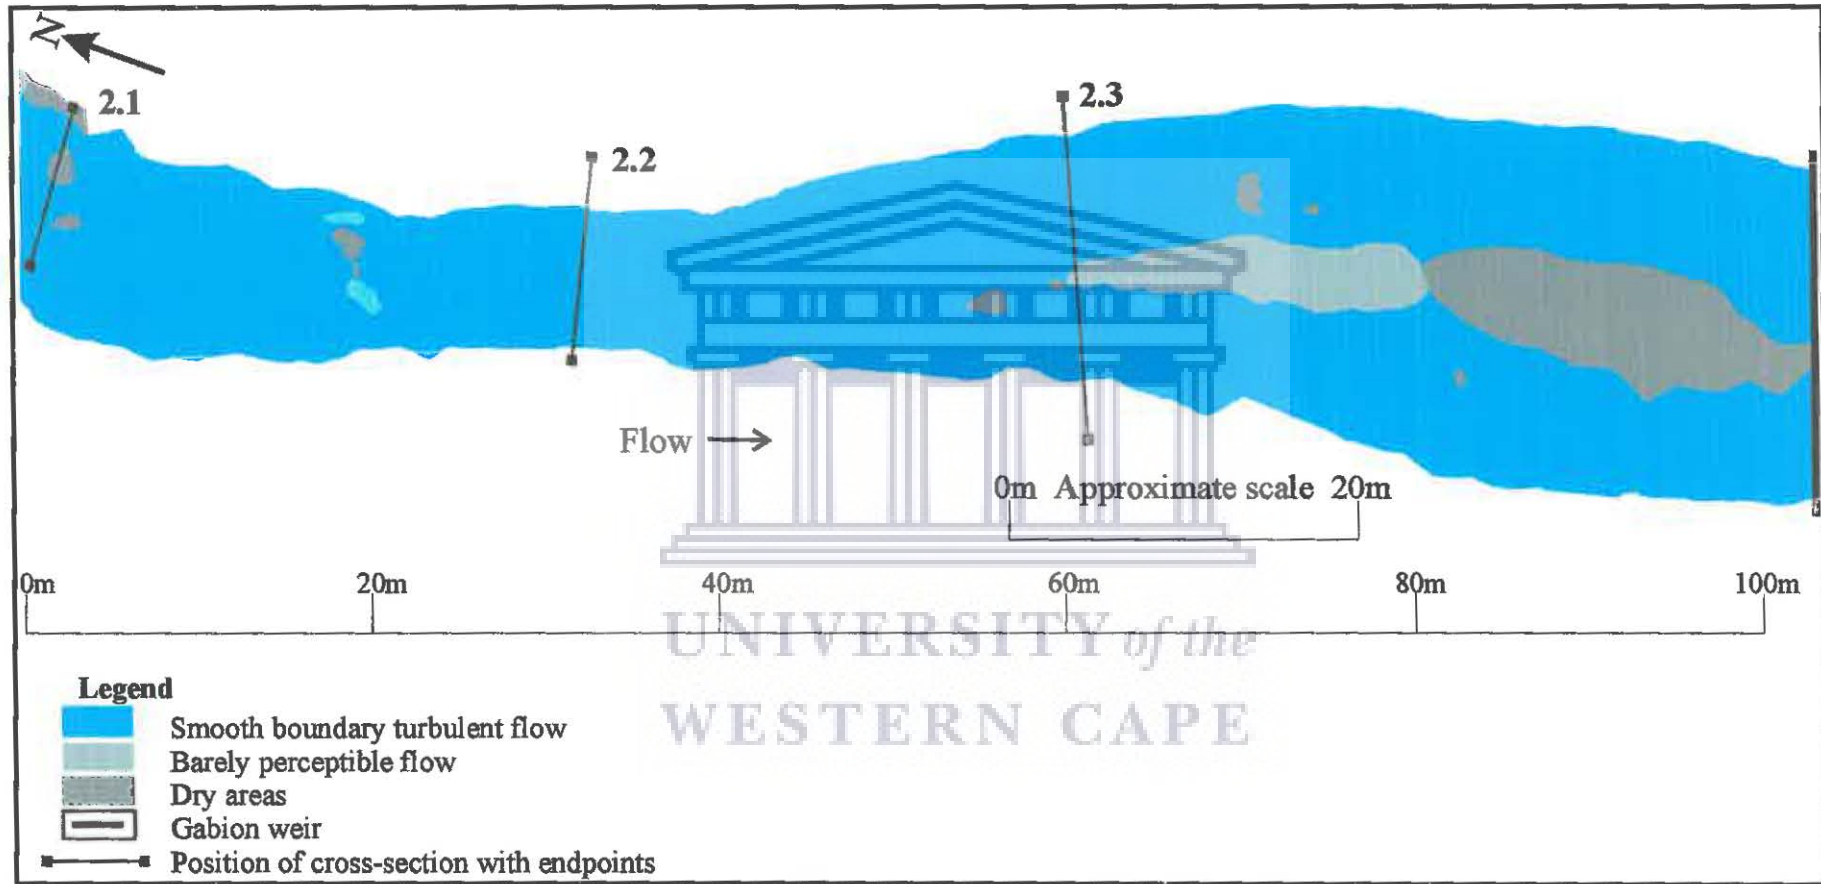 N
2.1
2.2
2.3
Flow
0m Approximate scale 20m
0m 20m 40m 60m 80m 100m
UNIVERSITY of the
WESTERN CAPE
Legend
Smooth boundary turbulent flow
Barely perceptible flow
Dry areas
Gabion weir
Position of cross-section with endpoints